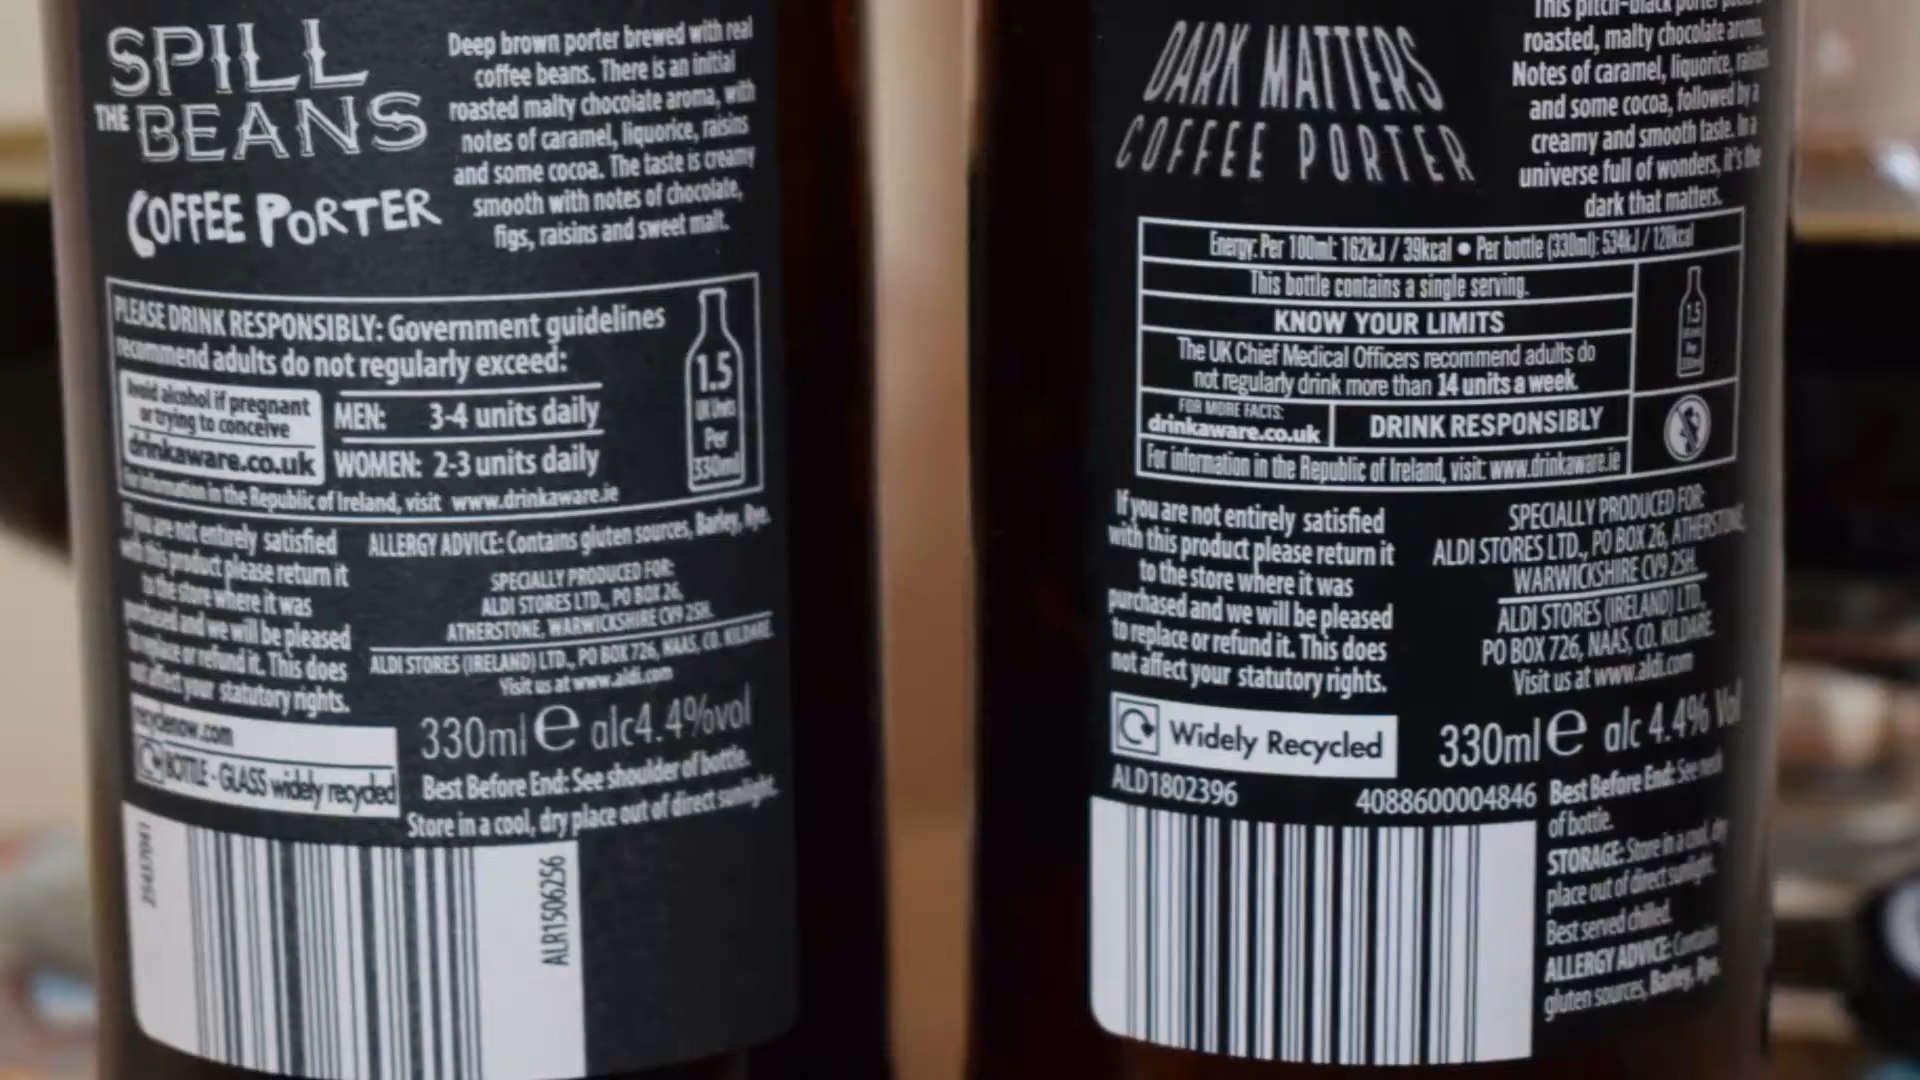 SPILL
THE BEANS
COFFEE PORTER
Deep brown porter brewed with real
coffee beans. There is an initial
roasted malty chocolate aroma, with
notes of caramel, liquorice, raisins
and some cocoa. The taste is creamy
smooth with notes of chocolate,
figs, raisins and sweet malt.
PLEASE DRINK RESPONSIBLY: Government guidelines
recommend adults do not regularly exceed:
Avoid alcohol if pregnant
or trying to conceive
drinkaware.co.uk
MEN: 3-4 units daily
WOMEN: 2-3 units daily
1.5
UK Units
Per
330ml
For information in the Republic of Ireland, visit www.drinkaware.ie
If you are not entirely satisfied
with this product please return it
to the store where it was
purchased and we will be pleased
to replace or refund it. This does
not affect your statutory rights.
ALLERGY ADVICE: Contains gluten sources, Barley, Rye.
SPECIALLY PRODUCED FOR:
ALDI STORES LTD., PO BOX 26,
ATHERSTONE, WARWICKSHIRE CV9 2SH.
ALDI STORES (IRELAND) LTD., PO BOX 726, NAAS, CO. KILDARE.
Visit us at www.aldi.com
recyclenow.com
BOTTLE - GLASS widely recycled
330ml e alc4.4%vol
Best Before End: See shoulder of bottle.
Store in a cool, dry place out of direct sunlight.
ALR1506256
DARK MATTERS
COFFEE PORTER
This pitch-black porter
roasted, malty chocolate aroma.
Notes of caramel, liquorice, raisins
and some cocoa, followed by a
creamy and smooth taste. In a
universe full of wonders, it's the
dark that matters.
Energy: Per 100ml: 162kJ / 39kcal • Per bottle (330ml): 534kJ / 128kcal
This bottle contains a single serving.
KNOW YOUR LIMITS
The UK Chief Medical Officers recommend adults do
not regularly drink more than 14 units a week.
FOR MORE FACTS:
drinkaware.co.uk
DRINK RESPONSIBLY
For information in the Republic of Ireland, visit: www.drinkaware.ie
1.5
Per
330ml
If you are not entirely satisfied
with this product please return it
to the store where it was
purchased and we will be pleased
to replace or refund it. This does
not affect your statutory rights.
SPECIALLY PRODUCED FOR:
ALDI STORES LTD., PO BOX 26, ATHERSTONE,
WARWICKSHIRE CV9 2SH.
ALDI STORES (IRELAND) LTD.,
PO BOX 726, NAAS, CO. KILDARE.
Visit us at www.aldi.com
Widely Recycled
330ml e alc 4.4% Vol
ALD1802396
4088600004846
Best Before End: See neck
of bottle.
STORAGE: Store in a cool, dry
place out of direct sunlight.
Best served chilled.
ALLERGY ADVICE: Contains
gluten sources, Barley, Rye.